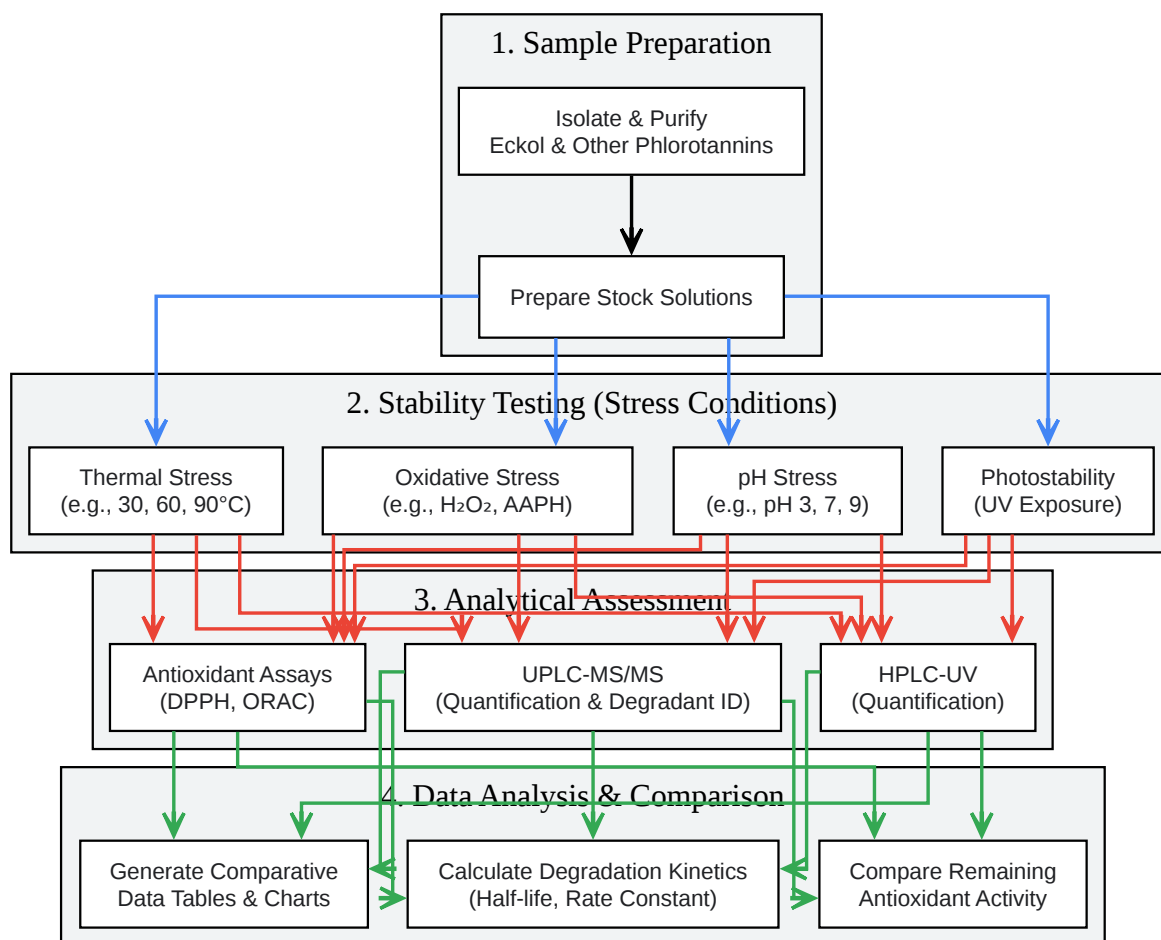 1. Sample Preparation
Isolate & Purify
Eckol & Other Phlorotannins
Prepare Stock Solutions
2. Stability Testing (Stress Conditions)
Thermal Stress
(e.g., 30, 60, 90°C)
Oxidative Stress
(e.g., H₂O₂, AAPH)
pH Stress
(e.g., pH 3, 7, 9)
Photostability
(UV Exposure)
3. Analytical Assessment
Antioxidant Assays
(DPPH, ORAC)
UPLC-MS/MS
(Quantification & Degradant ID)
HPLC-UV
(Quantification)
4. Data Analysis & Comparison
Generate Comparative
Data Tables & Charts
Calculate Degradation Kinetics
(Half-life, Rate Constant)
Compare Remaining
Antioxidant Activity